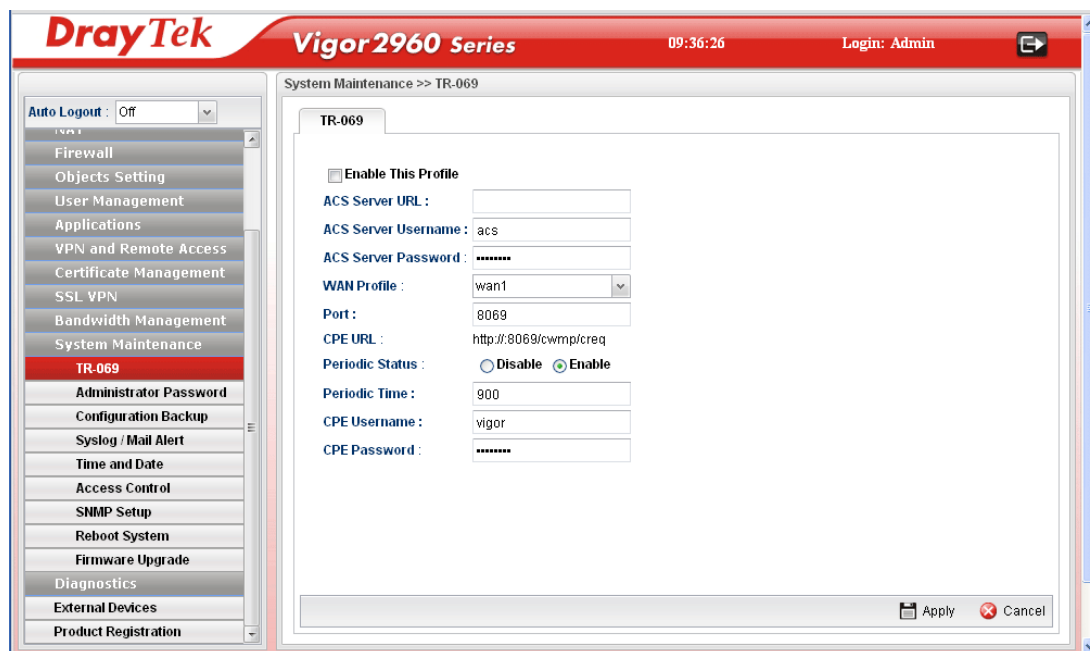 DrayTek
Vigor2960 Series
09:36:26
Login: Admin
Auto Logout : Off
NAT
Firewall
Objects Setting
User Management
Applications
VPN and Remote Access
Certificate Management
SSL VPN
Bandwidth Management
System Maintenance
TR-069
Administrator Password
Configuration Backup
Syslog / Mail Alert
Time and Date
Access Control
SNMP Setup
Reboot System
Firmware Upgrade
Diagnostics
External Devices
Product Registration
System Maintenance >> TR-069
TR-069
Enable This Profile
ACS Server URL :
ACS Server Username : acs
ACS Server Password : ••••••••
WAN Profile : wan1
Port : 8069
CPE URL : http://:8069/cwmp/creq
Periodic Status : Disable Enable
Periodic Time : 900
CPE Username : vigor
CPE Password : ••••••••
Apply Cancel